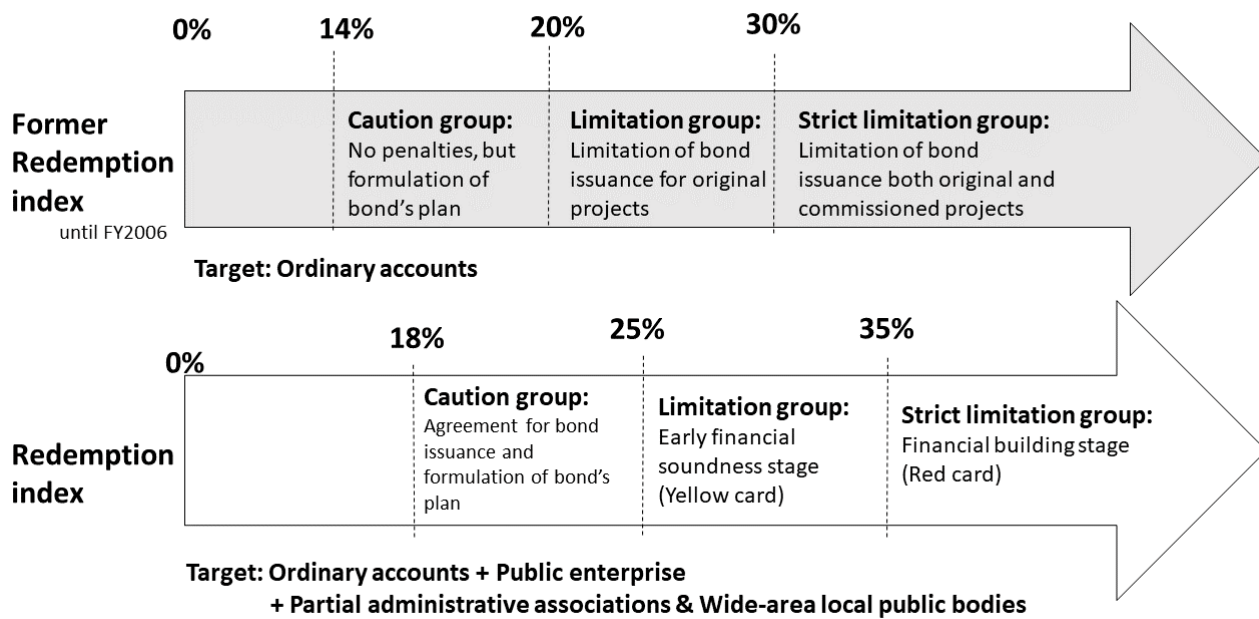 0%
14%
20%
30%
Former
Redemption
index
until FY2006
Caution group:
No penalties, but
formulation of
bond's plan
Limitation group:
Limitation of bond
issuance for original
projects
Strict limitation group:
Limitation of bond
issuance both original and
commissioned projects
Target: Ordinary accounts
0%
18%
25%
35%
Redemption
index
Caution group:
Agreement for bond
issuance and
formulation of bond's
plan
Limitation group:
Early financial
soundness stage
(Yellow card)
Strict limitation group:
Financial building stage
(Red card)
Target: Ordinary accounts + Public enterprise
+ Partial administrative associations & Wide-area local public bodies